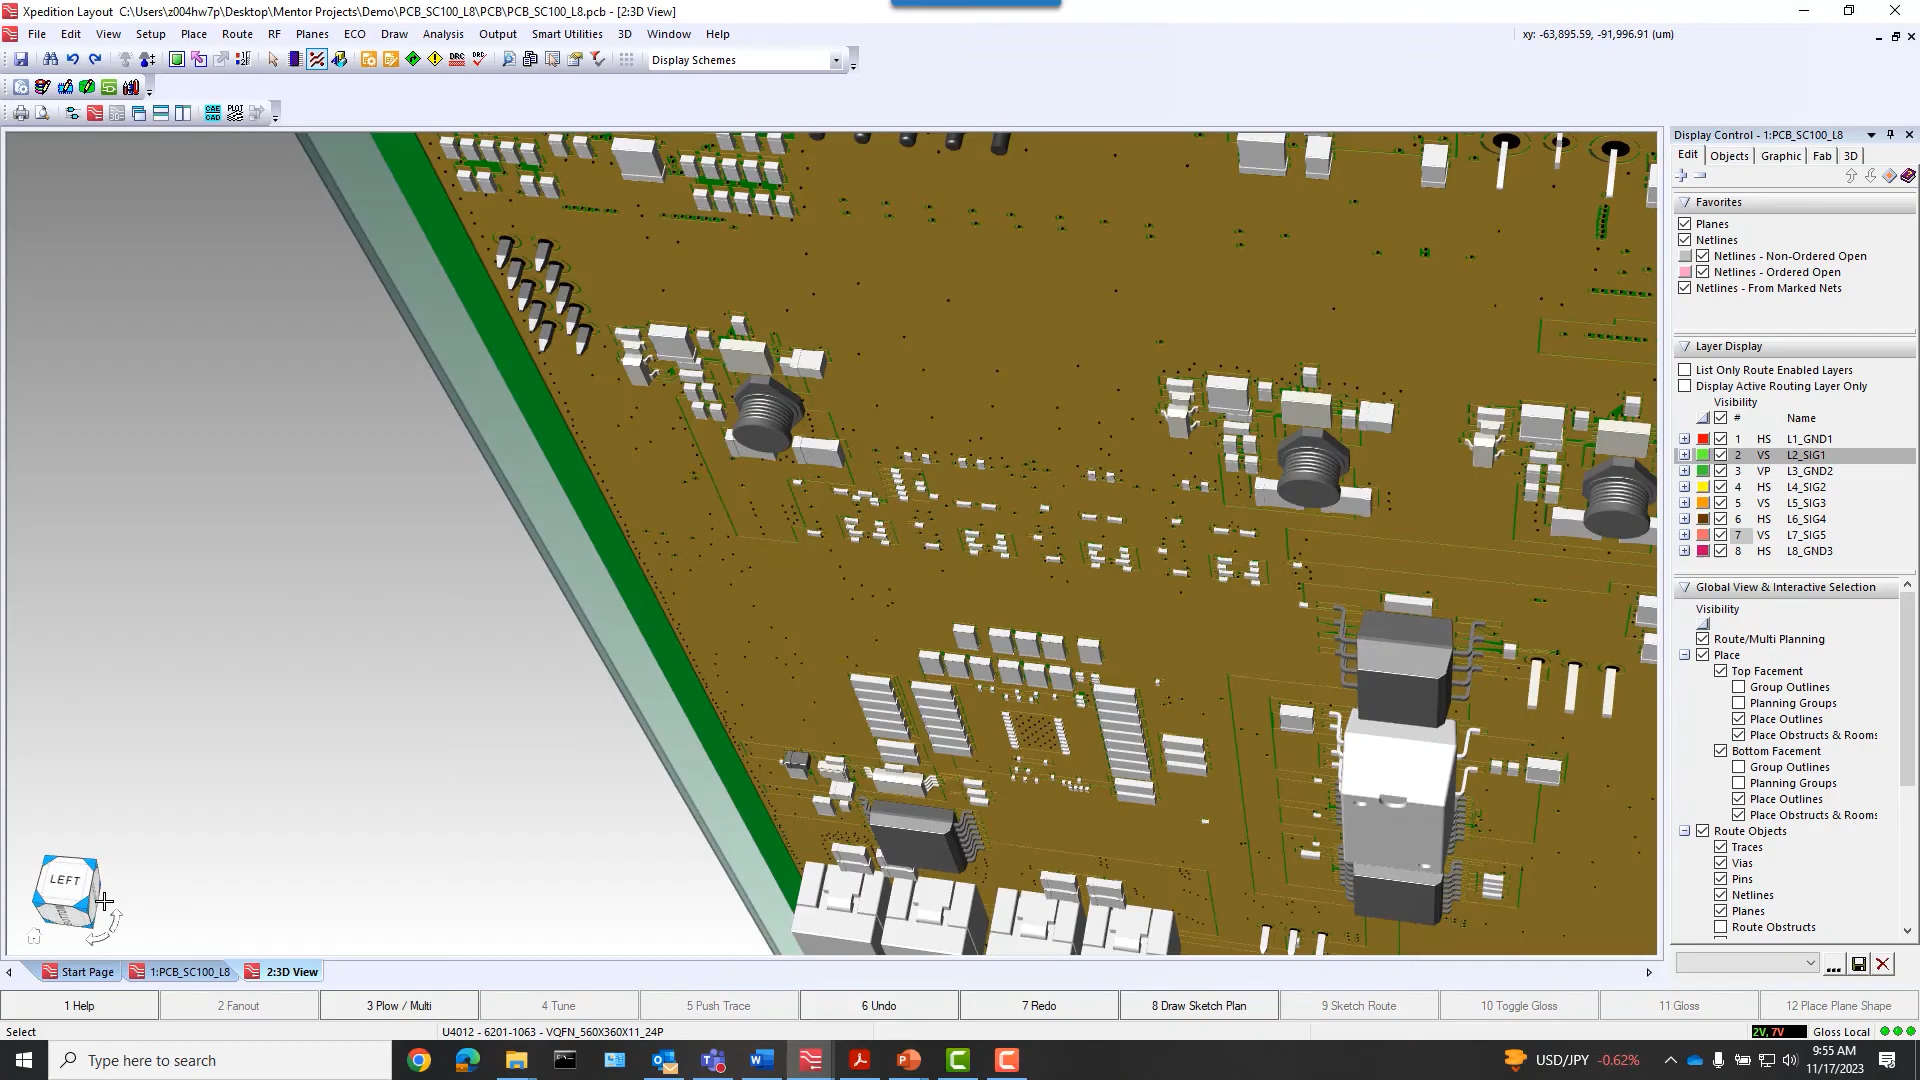 Xpedition Layout  C:\Users\z004hw7p\Desktop\Mentor Projects\Demo\PCB_SC100_L8\PCB\PCB_SC100_L8.pcb - [2:3D View]
File Edit View Setup Place Route RF Planes ECO Draw Analysis Output Smart Utilities 3D Window Help
xy: -63,895.59, -91,996.91 (um)
Display Schemes
Display Control - 1:PCB_SC100_L8
Edit Objects Graphic Fab 3D
Favorites
Planes
Netlines
Netlines - Non-Ordered Open
Netlines - Ordered Open
Netlines - From Marked Nets
Layer Display
List Only Route Enabled Layers
Display Active Routing Layer Only
Visibility
# Name
1 HS L1_GND1
2 VS L2_SIG1
3 VP L3_GND2
4 HS L4_SIG2
5 VS L5_SIG3
6 HS L6_SIG4
7 VS L7_SIG5
8 HS L8_GND3
Global View & Interactive Selection
Visibility
Route/Multi Planning
Place
Top Facement
Group Outlines
Planning Groups
Place Outlines
Place Obstructs & Rooms
Bottom Facement
Group Outlines
Planning Groups
Place Outlines
Place Obstructs & Rooms
Route Objects
Traces
Vias
Pins
Netlines
Planes
Route Obstructs
LEFT
Start Page 1:PCB_SC100_L8 2:3D View
1 Help 2 Fanout 3 Plow / Multi 4 Tune 5 Push Trace 6 Undo 7 Redo 8 Draw Sketch Plan 9 Sketch Route 10 Toggle Gloss 11 Gloss 12 Place Plane Shape
Select U4012 - 6201-1063 - VQFN_560X360X11_24P 2V, 7V Gloss Local
Type here to search USD/JPY -0.62% 9:55 AM
11/17/2023